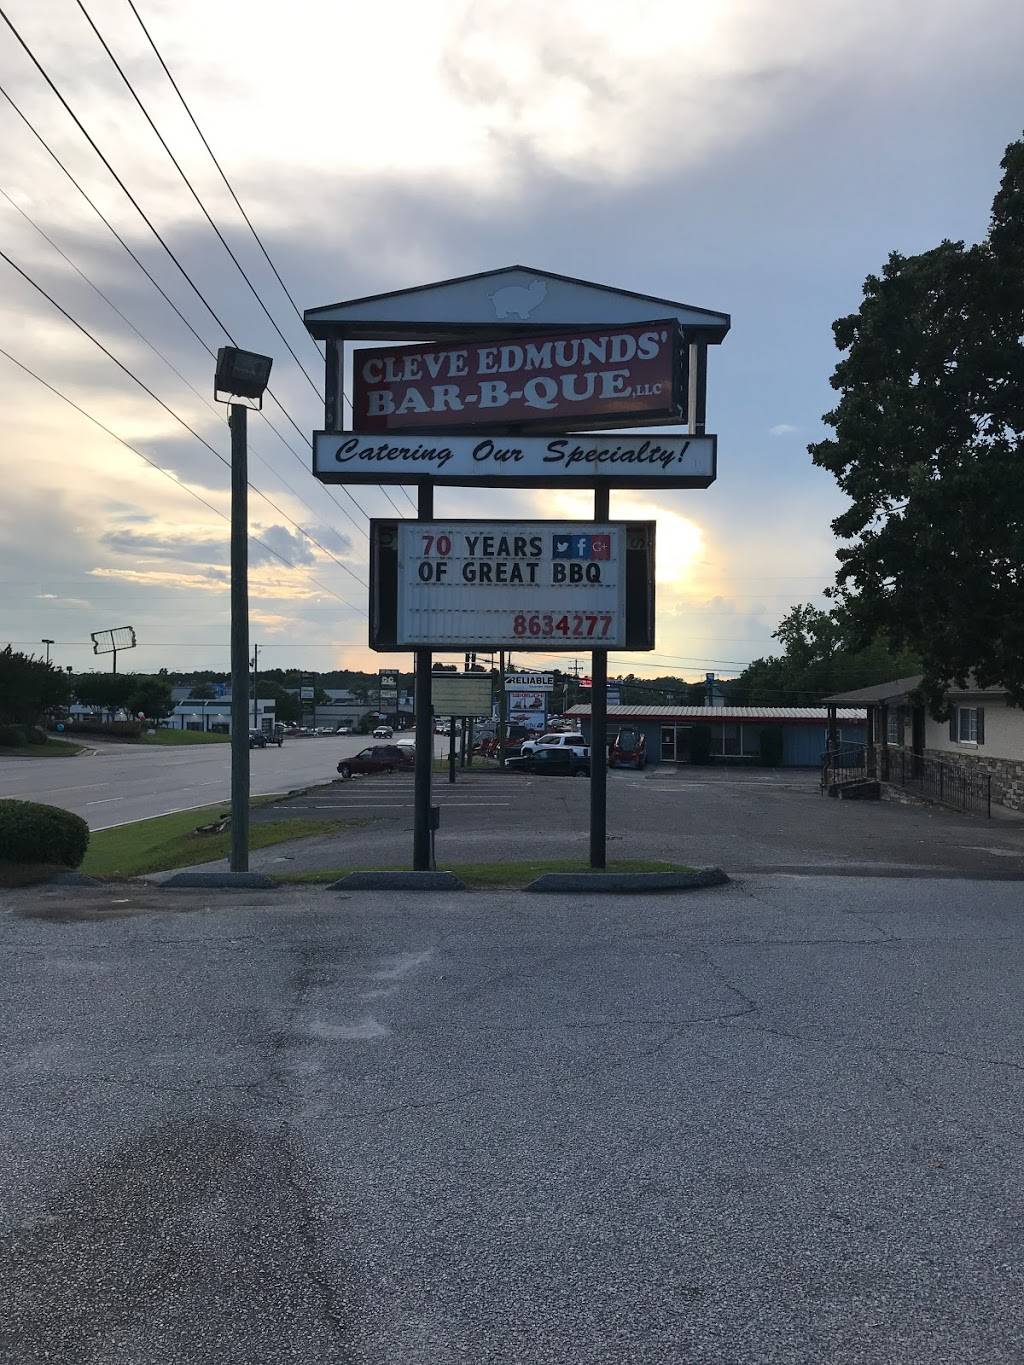 CLEVE EDMUNDS'
BAR-B-QUE, LLC
Catering Our Specialty!
70 YEARS G+
OF GREAT BBQ
8634277
RELIABLE